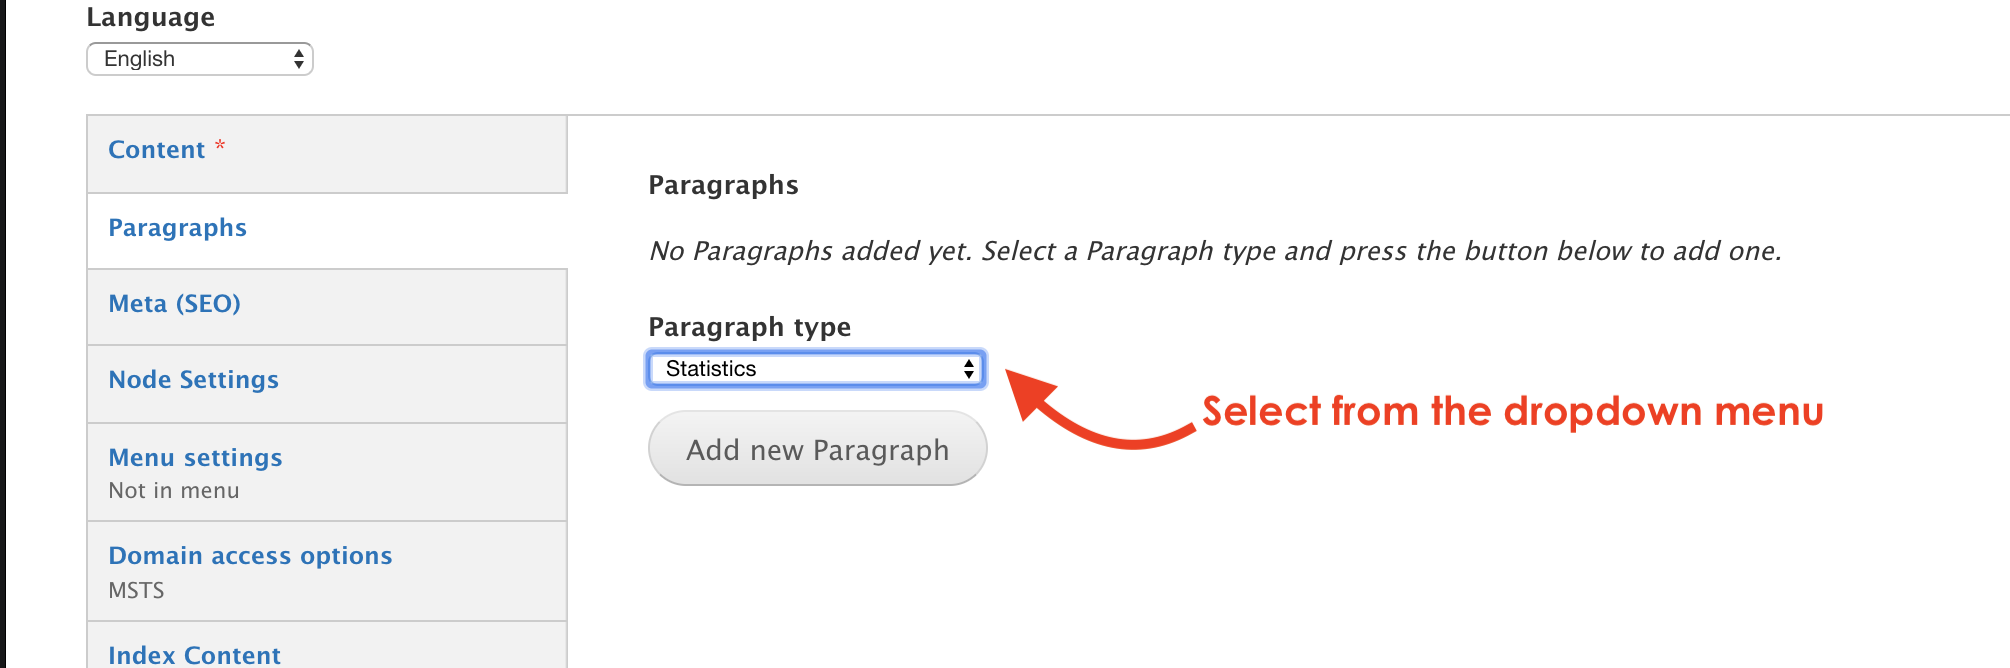 Language
English
Content *
Paragraphs
Meta (SEO)
Node Settings
Menu settings
Not in menu
Domain access options
MSTS
Index Content
Paragraphs
No Paragraphs added yet. Select a Paragraph type and press the button below to add one.
Paragraph type
Statistics
Add new Paragraph
Select from the dropdown menu